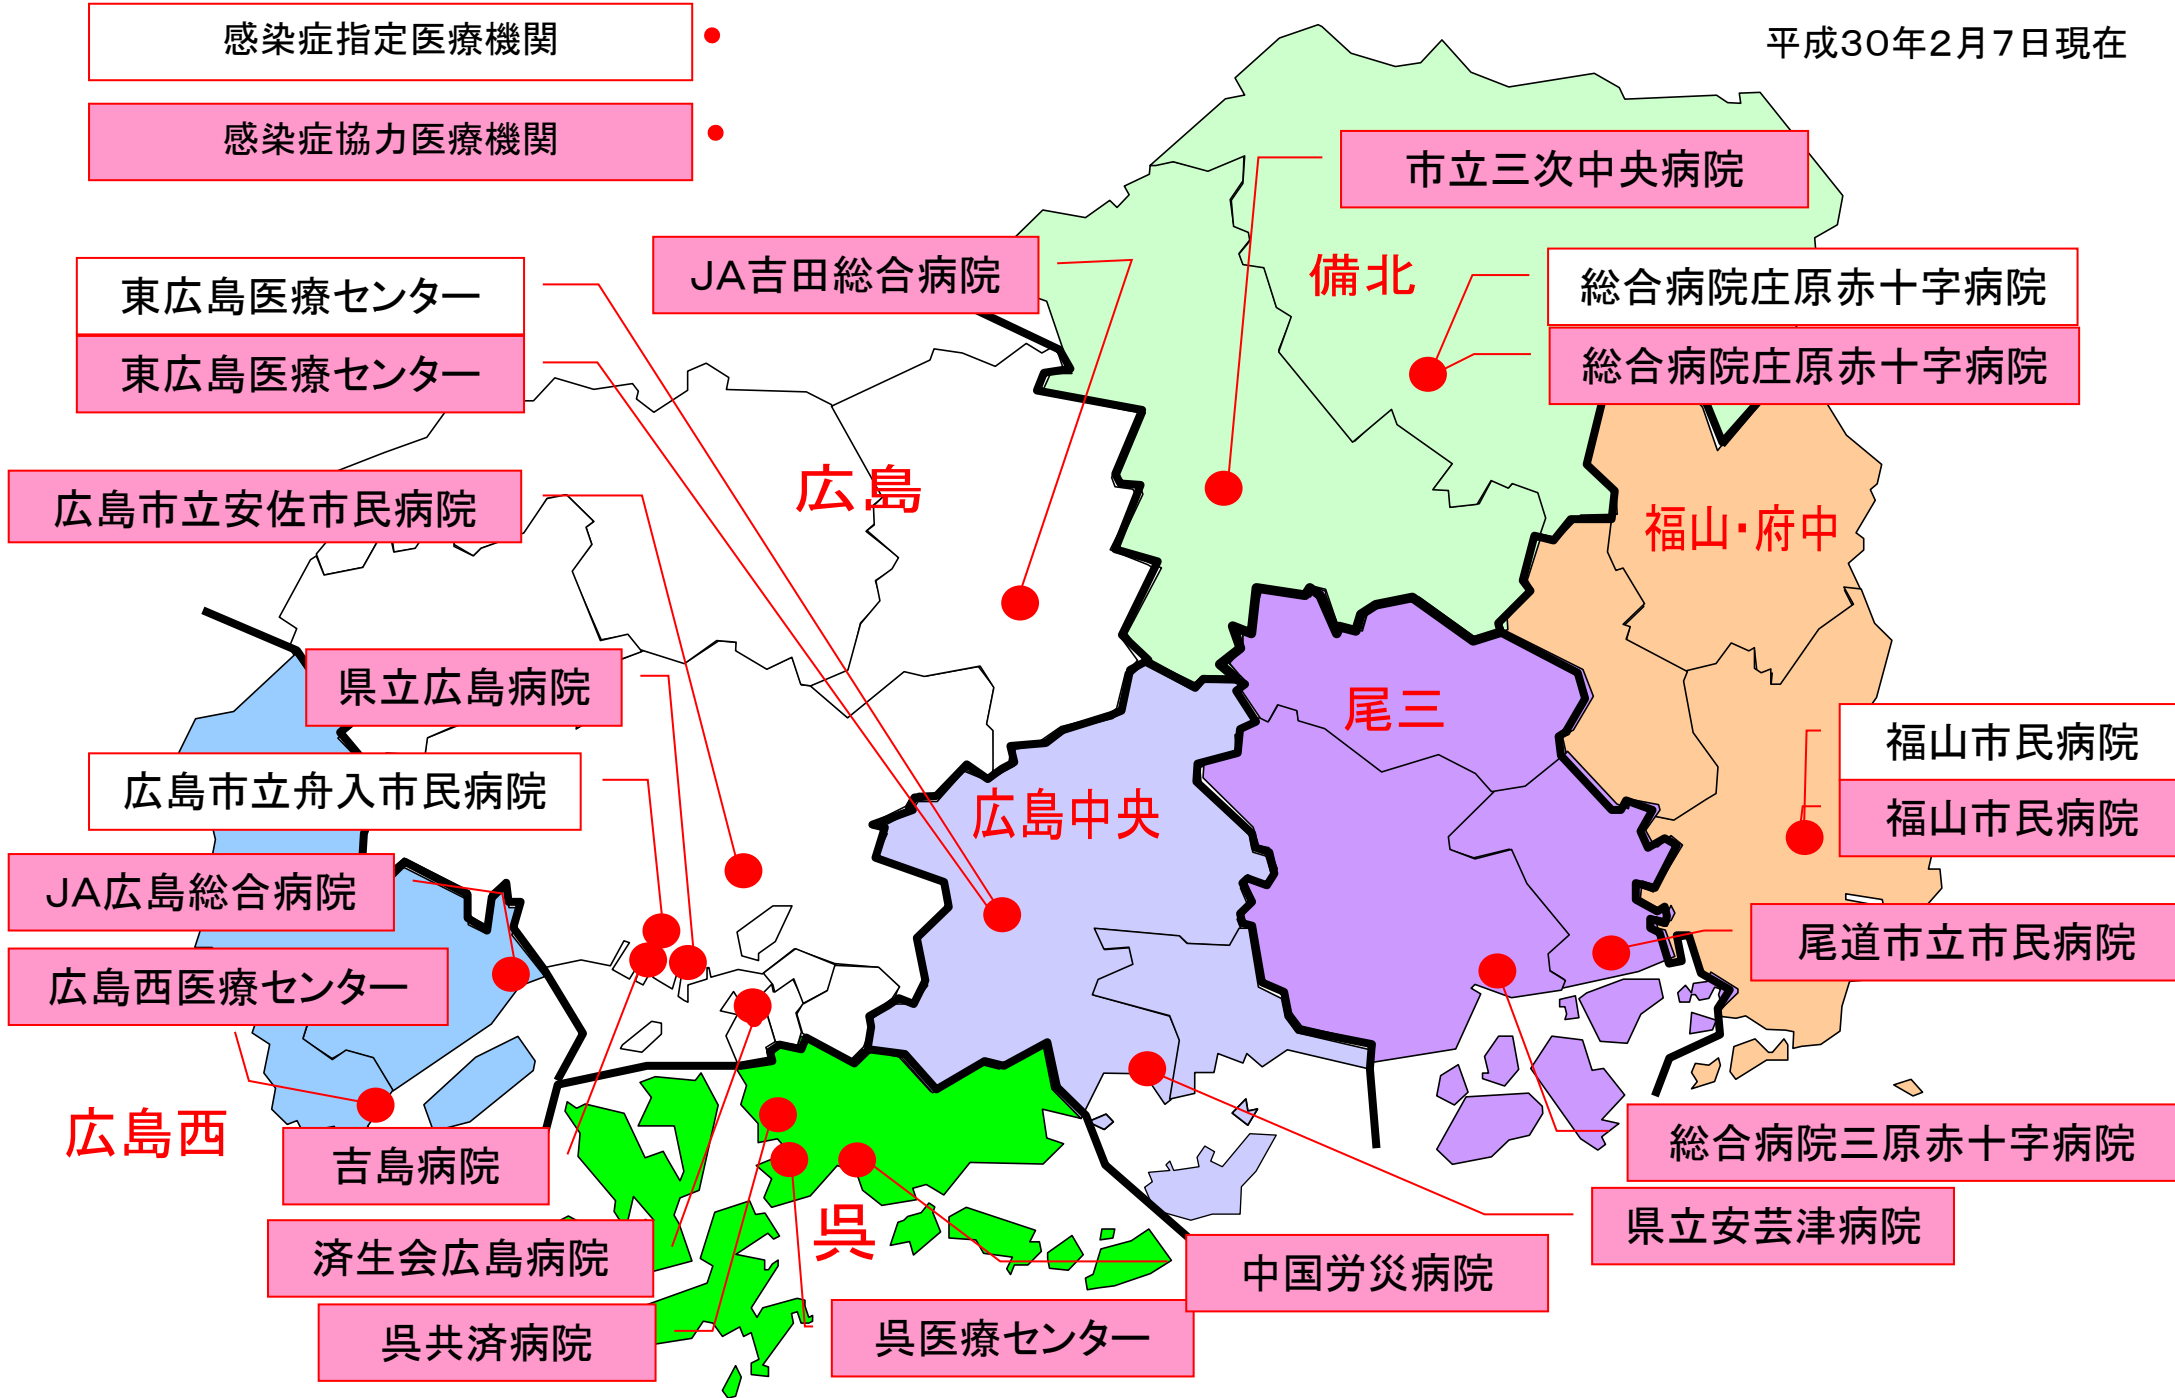 感染症指定医療機関
平成30年2月7日現在
感染症協力医療機関
市立三次中央病院
JA吉田総合病院
備北
総合病院庄原赤十字病院
東広島医療センター
総合病院庄原赤十字病院
東広島医療センター
広島
広島市立安佐市民病院
福山・府中
県立広島病院
尾三
福山市民病院
広島市立舟入市民病院
広島中央
福山市民病院
JA広島総合病院
尾道市立市民病院
広島西医療センター
広島西
総合病院三原赤十字病院
吉島病院
県立安芸津病院
呉
済生会広島病院
中国労災病院
呉共済病院
呉医療センター